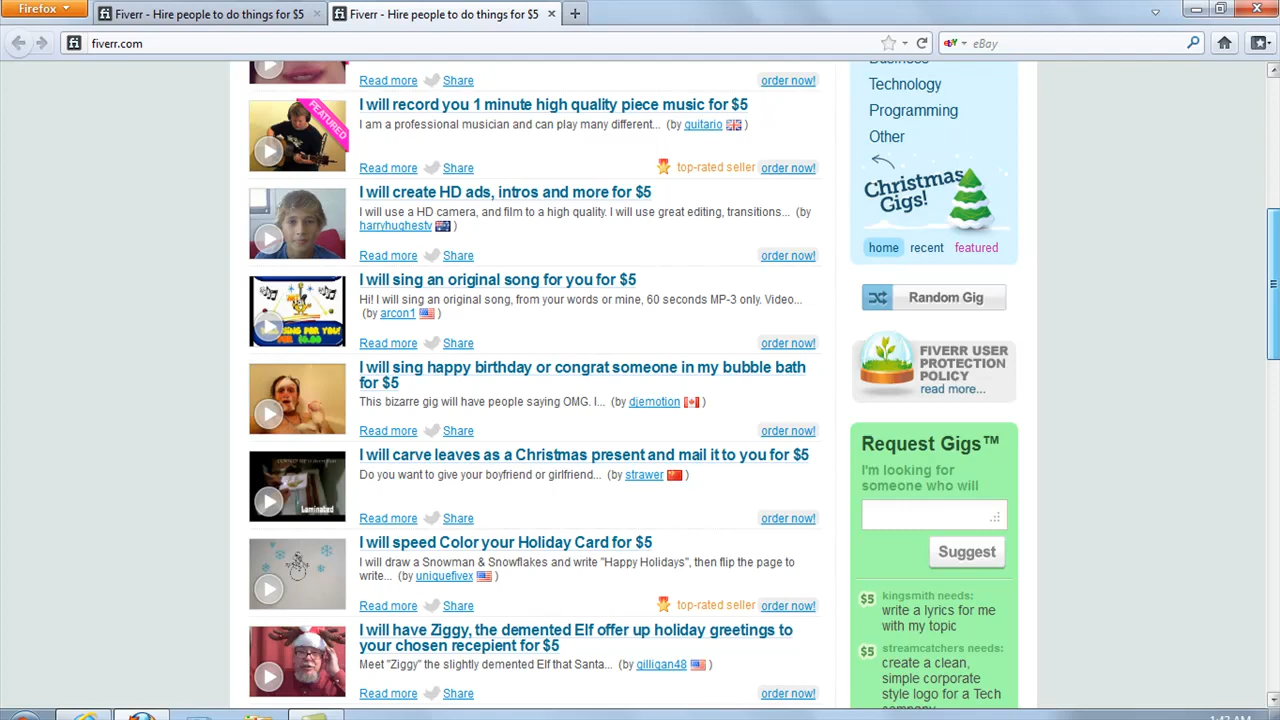 Firefox
Fiverr - Hire people to do things for $5
Fiverr - Hire people to do things for $5
fiverr.com
eBay
Read more Share order now!
I will record you 1 minute high quality piece music for $5
FEATURED
I am a professional musician and can play many different... (by quitario )
Read more Share top-rated seller order now!
I will create HD ads, intros and more for $5
I will use a HD camera, and film to a high quality. I will use great editing, transitions... (by
harryhughestv )
Read more Share order now!
I will sing an original song for you for $5
Hi! I will sing an original song, from your words or mine, 60 seconds MP-3 only. Video...
(by arcon1 )
Read more Share order now!
I will sing happy birthday or congrat someone in my bubble bath
for $5
This bizarre gig will have people saying OMG. I... (by djemotion )
Read more Share order now!
I will carve leaves as a Christmas present and mail it to you for $5
Do you want to give your boyfriend or girlfriend... (by strawer )
Laminated
Read more Share order now!
I will speed Color your Holiday Card for $5
I will draw a Snowman & Snowflakes and write "Happy Holidays", then flip the page to
write... (by uniquefivex )
Read more Share top-rated seller order now!
I will have Ziggy, the demented Elf offer up holiday greetings to
your chosen recepient for $5
Meet "Ziggy" the slightly demented Elf that Santa... (by gilligan48 )
Read more Share order now!
Business
Technology
Programming
Other
Christmas
Gigs!
home recent featured
Random Gig
FIVERR USER
PROTECTION
POLICY
read more...
Request Gigs™
I'm looking for
someone who will
Suggest
$5 kingsmith needs:
write a lyrics for me
with my topic
$5 streamcatchers needs:
create a clean,
simple corporate
style logo for a Tech